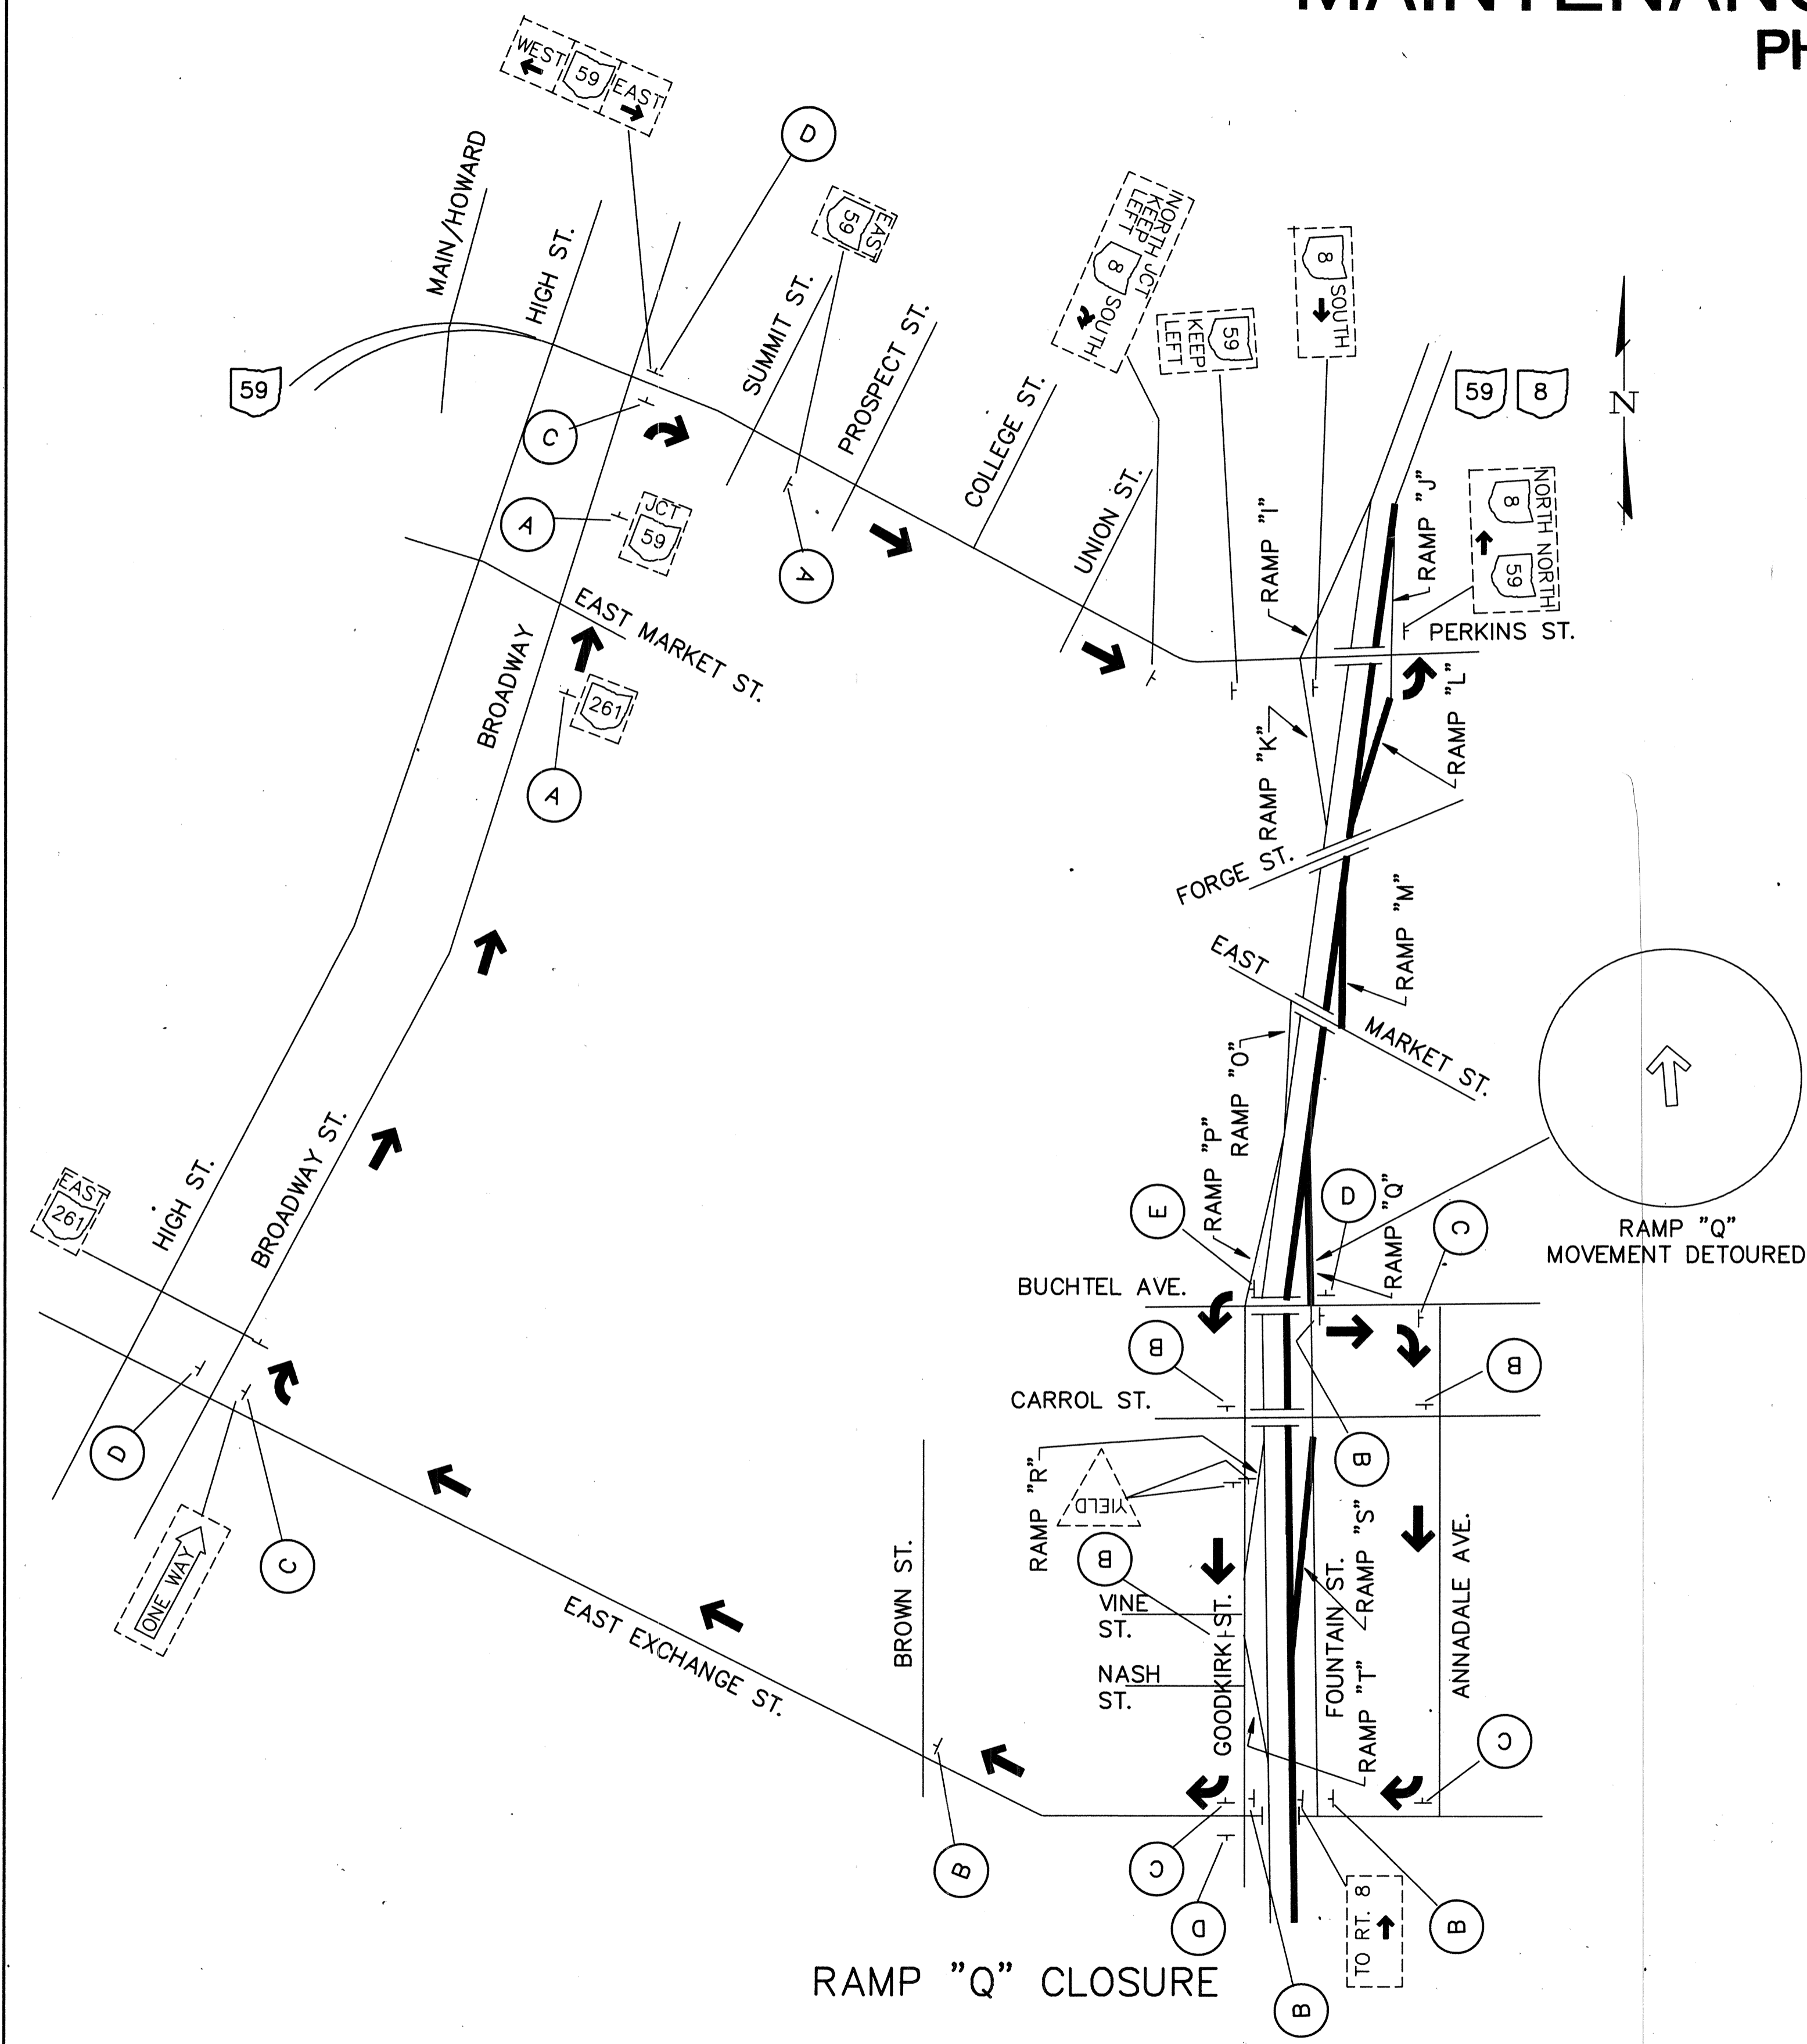 MAINTENANC
PH
WEST
59
EAST
D
MAIN/HOWARD
HIGH ST.
EAST
59
SUMMIT ST.
PROSPECT ST.
COLLEGE ST.
UNION ST.
NORTH JCT
KEEP
LEFT
8
SOUTH
59
KEEP
LEFT
8
SOUTH
59
59
8
N
C
A
JCT
59
A
EAST MARKET ST.
BROADWAY
261
A
RAMP "I"
RAMP "J"
NORTH NORTH
8
59
PERKINS ST.
RAMP "K"
RAMP "L"
FORGE ST.
RAMP "M"
EAST
MARKET ST.
RAMP "O"
RAMP "P"
E
D
RAMP "Q"
C
RAMP "Q"
MOVEMENT DETOURED
HIGH ST.
BROADWAY ST.
EAST
261
BUCHTEL AVE.
B
B
CARROL ST.
D
B
RAMP "R"
YIELD
B
RAMP "S"
ONE WAY
C
BROWN ST.
VINE
ST.
NASH
ST.
GOODKIRK ST.
FOUNTAIN ST.
RAMP "T"
ANNADALE AVE.
EAST EXCHANGE ST.
C
B
C
D
TO RT. 8
B
B
RAMP "Q" CLOSURE